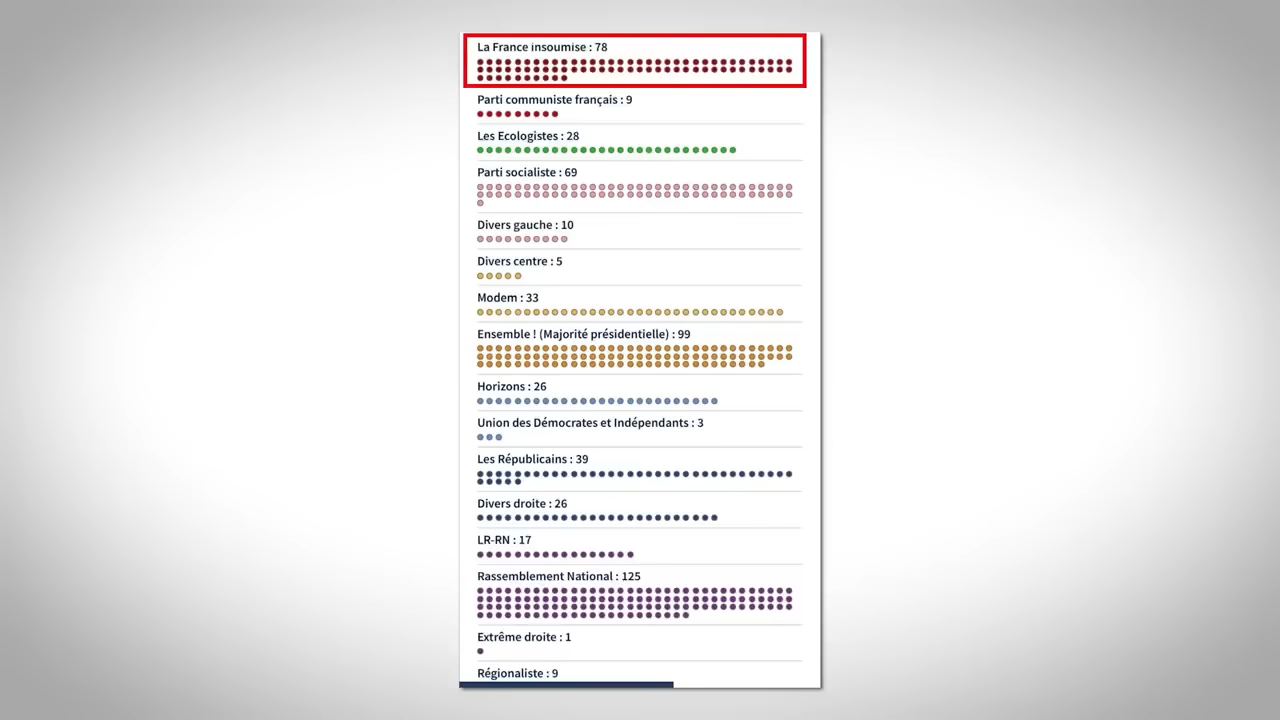 La France insoumise : 78
Parti communiste français : 9
Les Ecologistes : 28
Parti socialiste : 69
Divers gauche : 10
Divers centre : 5
Modem : 33
Ensemble ! (Majorité présidentielle) : 99
Horizons : 26
Union des Démocrates et Indépendants : 3
Les Républicains : 39
Divers droite : 26
LR-RN : 17
Rassemblement National : 125
Extrême droite : 1
Régionaliste : 9